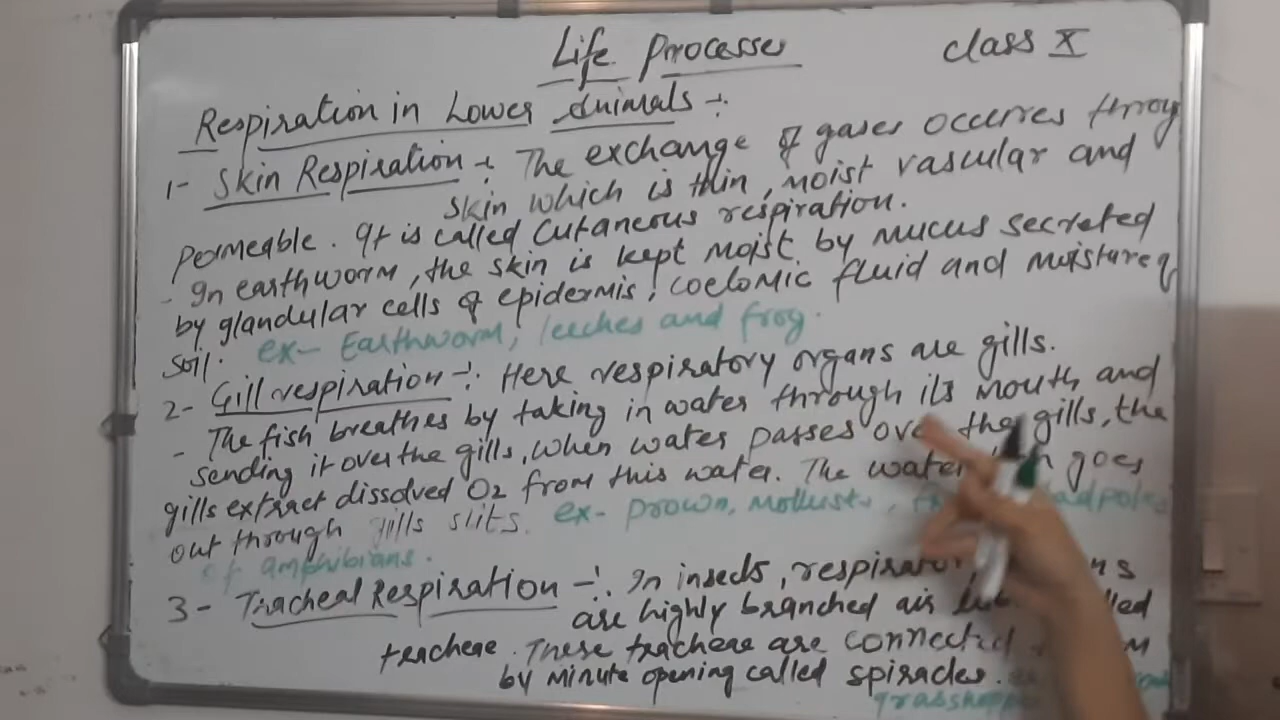 Life Processes
class X
Respiration in Lower Animals -:
1- Skin Respiration -: The exchange of gases occurres throug
skin which is thin, moist vascular and
permeable. It is called cutaneous respiration.
- In earthworm, the skin is kept moist by mucus secreted
by glandular cells of epidermis, coelomic fluid and moisture of
soil. ex- Earthworm, leeches and frog.
2- Gill respiration -: Here respiratory organs are gills.
- The fish breathes by taking in water through its mouth and
sending it over the gills, when water passes over the gills, the
gills extract dissolved O2 from this water. The water goes
out through gills slits. ex- prown, mollusts,
of amphibians.
3- Tracheal Respiration -: In insects, respirator
are highly branched air
tracheae. These tracheae are connected
by minute opening called spiracles.